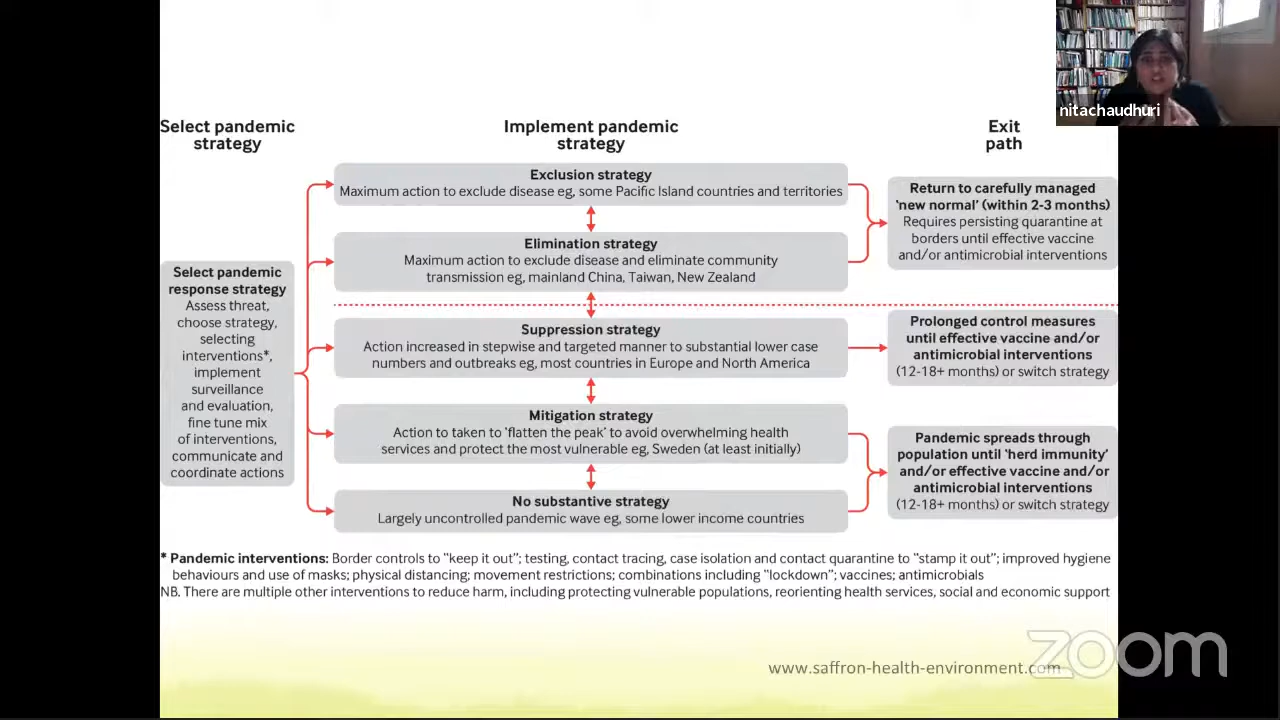 nitachaudhuri
Select pandemic
strategy
Implement pandemic
strategy
Exit
path
Select pandemic
response strategy
Assess threat,
choose strategy,
selecting
interventions*,
implement
surveillance
and evaluation,
fine tune mix
of interventions,
communicate and
coordinate actions
Exclusion strategy
Maximum action to exclude disease eg, some Pacific Island countries and territories
Elimination strategy
Maximum action to exclude disease and eliminate community
transmission eg, mainland China, Taiwan, New Zealand
Suppression strategy
Action increased in stepwise and targeted manner to substantial lower case
numbers and outbreaks eg, most countries in Europe and North America
Mitigation strategy
Action to taken to 'flatten the peak' to avoid overwhelming health
services and protect the most vulnerable eg, Sweden (at least initially)
No substantive strategy
Largely uncontrolled pandemic wave eg, some lower income countries
Return to carefully managed
'new normal' (within 2-3 months)
Requires persisting quarantine at
borders until effective vaccine
and/or antimicrobial interventions
Prolonged control measures
until effective vaccine and/or
antimicrobial interventions
(12-18+ months) or switch strategy
Pandemic spreads through
population until 'herd immunity'
and/or effective vaccine and/or
antimicrobial interventions
(12-18+ months) or switch strategy
* Pandemic interventions: Border controls to "keep it out"; testing, contact tracing, case isolation and contact quarantine to "stamp it out"; improved hygiene
behaviours and use of masks; physical distancing; movement restrictions; combinations including "lockdown"; vaccines; antimicrobials
NB. There are multiple other interventions to reduce harm, including protecting vulnerable populations, reorienting health services, social and economic support
www.saffron-health-environment.com
zoom